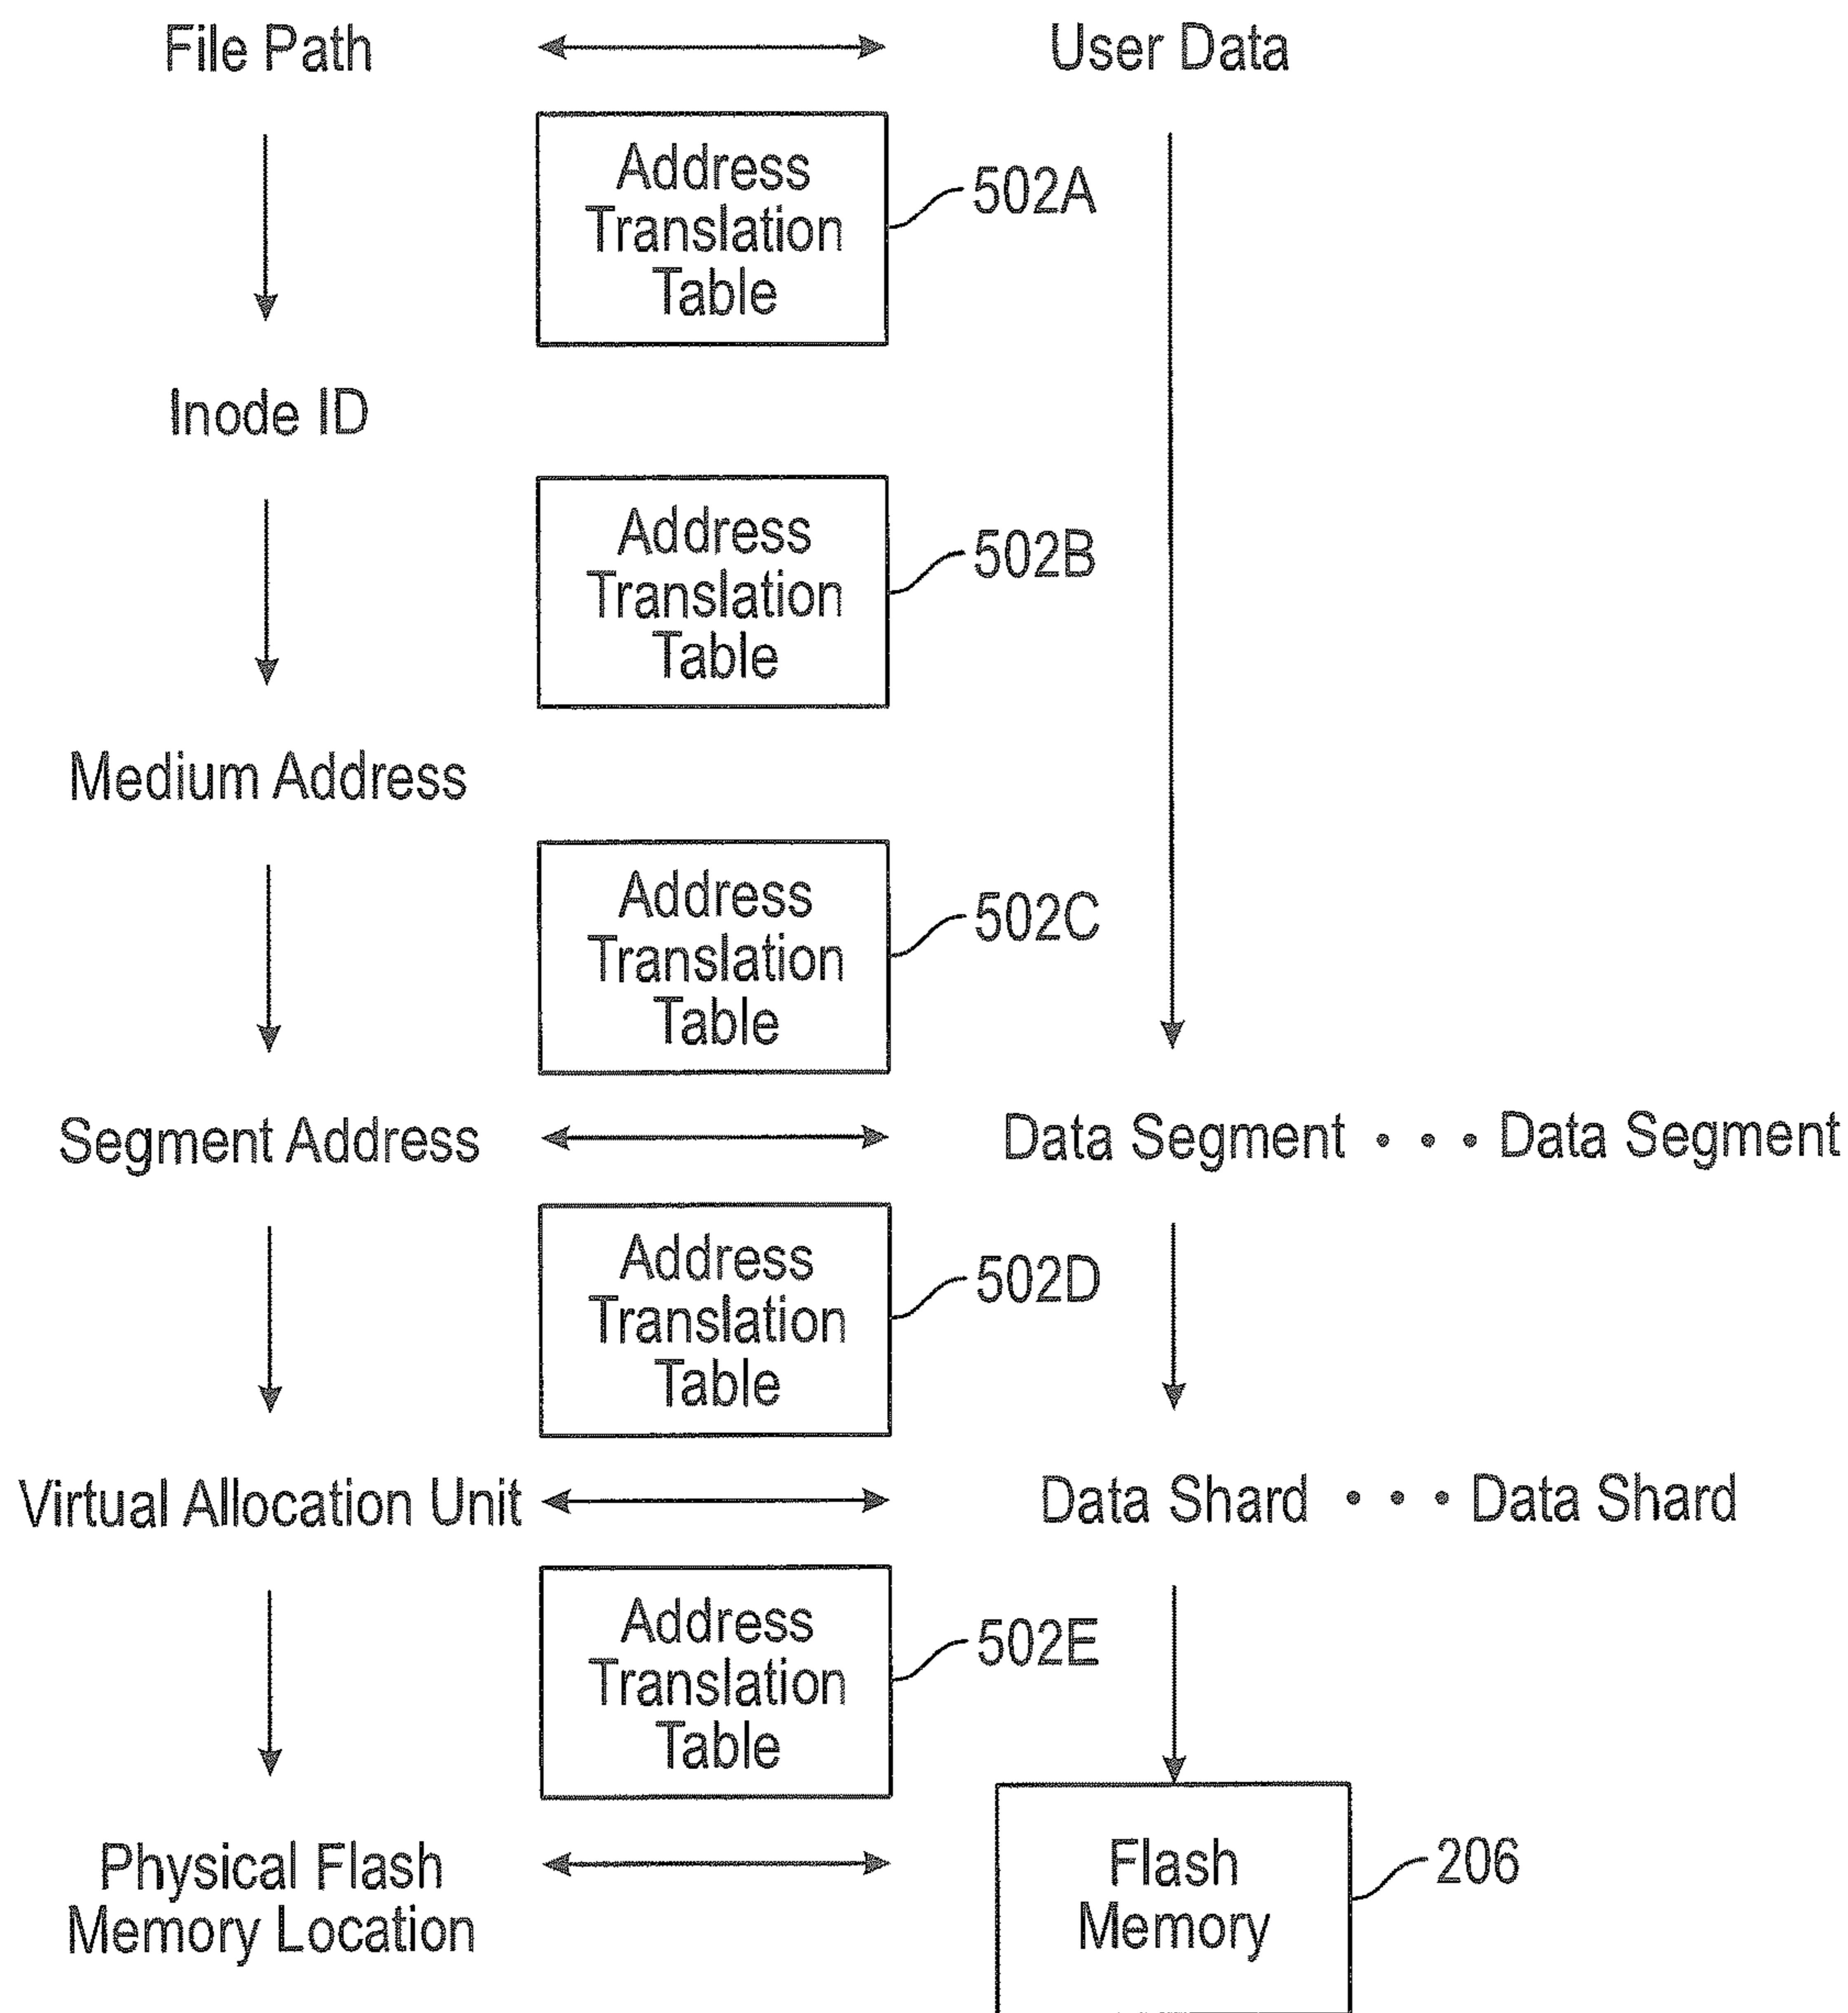 File Path
User Data
Address
Translation
Table
502A
Inode ID
Address
Translation
Table
502B
Medium Address
Address
Translation
Table
502C
Segment Address
Data Segment • • • Data Segment
Address
Translation
Table
502D
Virtual Allocation Unit
Data Shard • • • Data Shard
Address
Translation
Table
502E
Physical Flash
Memory Location
Flash
Memory
206